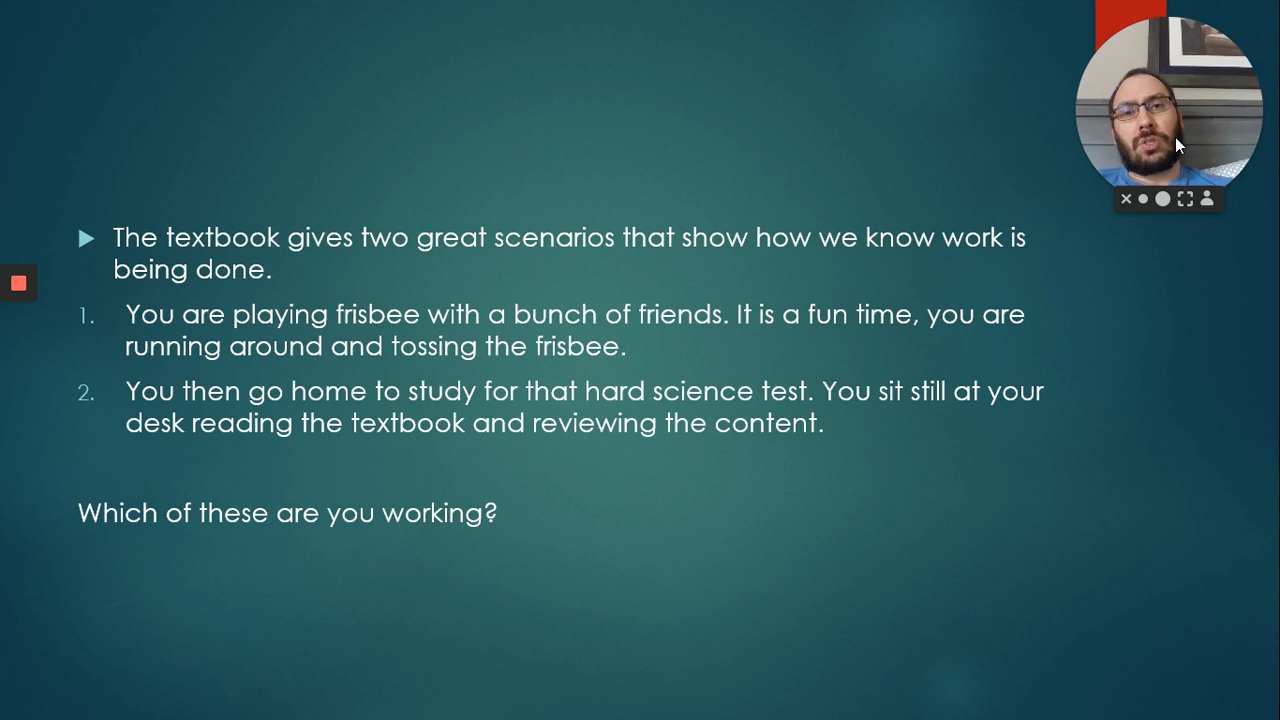 The textbook gives two great scenarios that show how we know work is
being done.
1. You are playing frisbee with a bunch of friends. It is a fun time, you are
running around and tossing the frisbee.
2. You then go home to study for that hard science test. You sit still at your
desk reading the textbook and reviewing the content.
Which of these are you working?